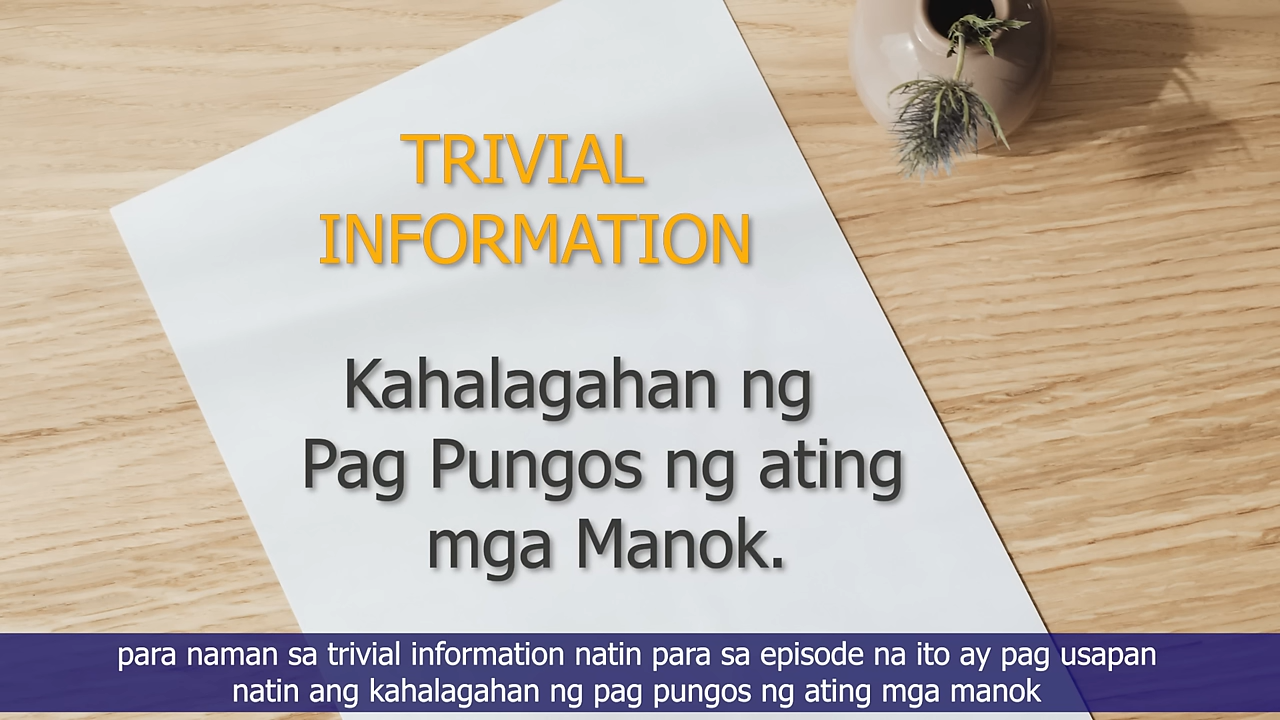 TRIVIAL
INFORMATION
Kahalagahan ng
Pag Pungos ng ating
mga Manok.
para naman sa trivial information natin para sa episode na ito ay pag usapan
natin ang kahalagahan ng pag pungos ng ating mga manok